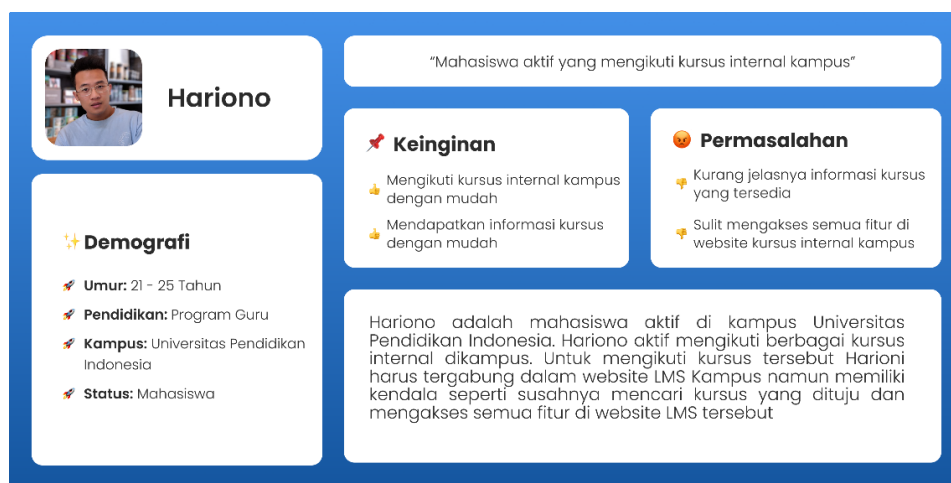 Hariono
"Mahasiswa aktif yang mengikuti kursus internal kampus"
Keinginan
Mengikuti kursus internal kampus
dengan mudah
Mendapatkan informasi kursus
dengan mudah
Permasalahan
Kurang jelasnya informasi kursus
yang tersedia
Sulit mengakses semua fitur di
website kursus internal kampus
Demografi
Umur: 21 - 25 Tahun
Pendidikan: Program Guru
Kampus: Universitas Pendidikan
Indonesia
Status: Mahasiswa
Hariono adalah mahasiswa aktif di kampus Universitas
Pendidikan Indonesia. Hariono aktif mengikuti berbagai kursus
internal dikampus. Untuk mengikuti kursus tersebut Harioni
harus tergabung dalam website LMS Kampus namun memiliki
kendala seperti susahnya mencari kursus yang dituju dan
mengakses semua fitur di website LMS tersebut